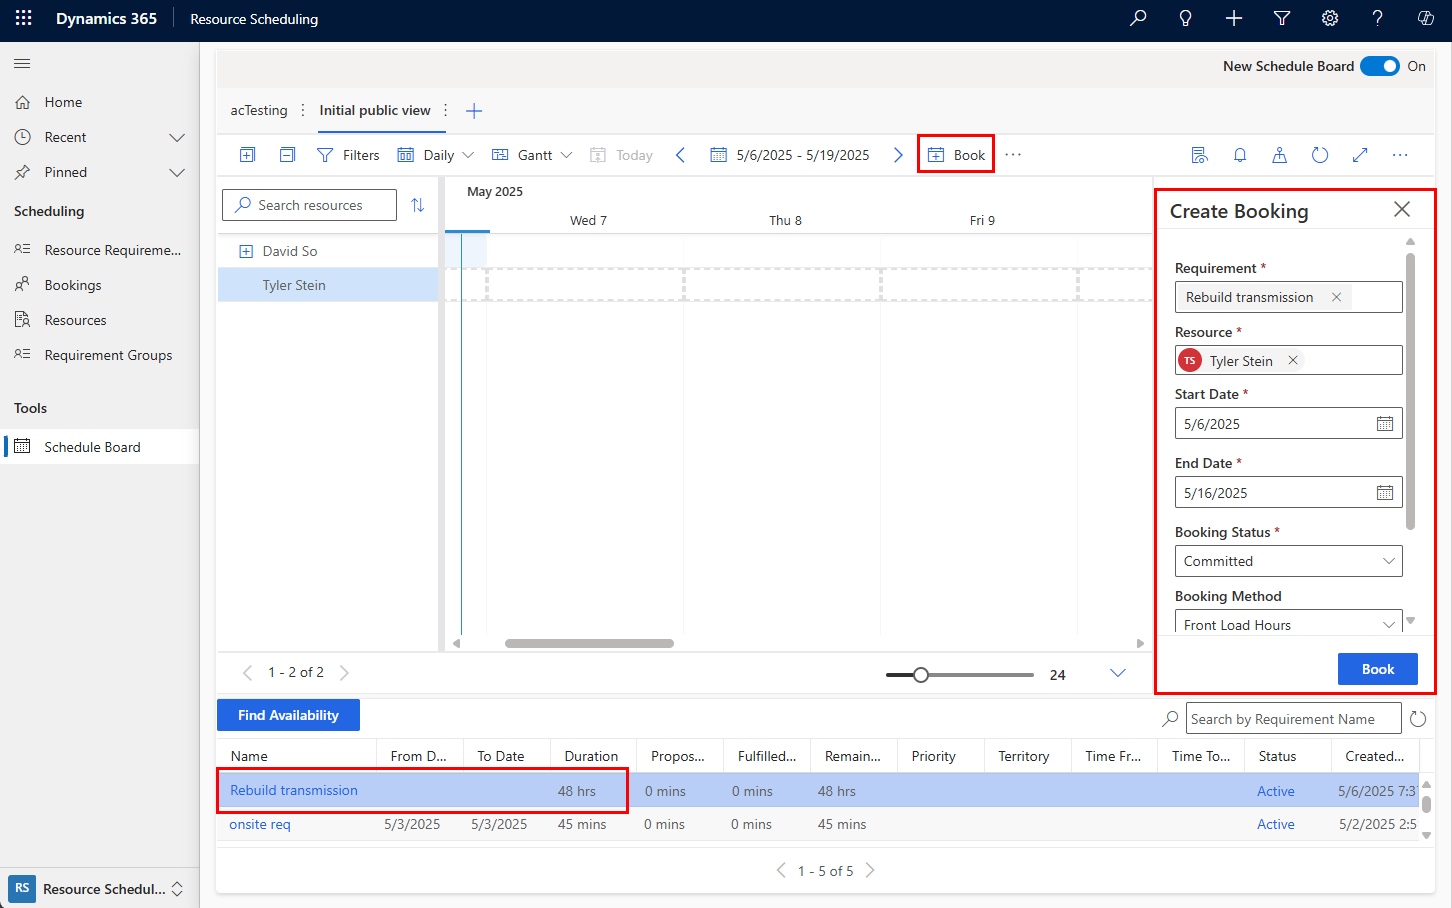 Dynamics 365 Resource Scheduling
New Schedule Board On
Home
Recent
Pinned
Scheduling
Resource Requireme...
Bookings
Resources
Requirement Groups
Tools
Schedule Board
RS Resource Schedul...
acTesting Initial public view
Filters Daily Gantt Today 5/6/2025 - 5/19/2025 Book
Search resources
May 2025
Wed 7 Thu 8 Fri 9
David So
Tyler Stein
1 - 2 of 2
24
Create Booking
Requirement *
Rebuild transmission
Resource *
TS Tyler Stein
Start Date *
5/6/2025
End Date *
5/16/2025
Booking Status *
Committed
Booking Method
Front Load Hours
Book
Find Availability
Search by Requirement Name
Name From D... To Date Duration Propos... Fulfilled... Remain... Priority Territory Time Fr... Time To... Status Created...
Rebuild transmission 48 hrs 0 mins 0 mins 48 hrs Active 5/6/2025 7:3
onsite req 5/3/2025 5/3/2025 45 mins 0 mins 0 mins 45 mins Active 5/2/2025 2:5
1 - 5 of 5